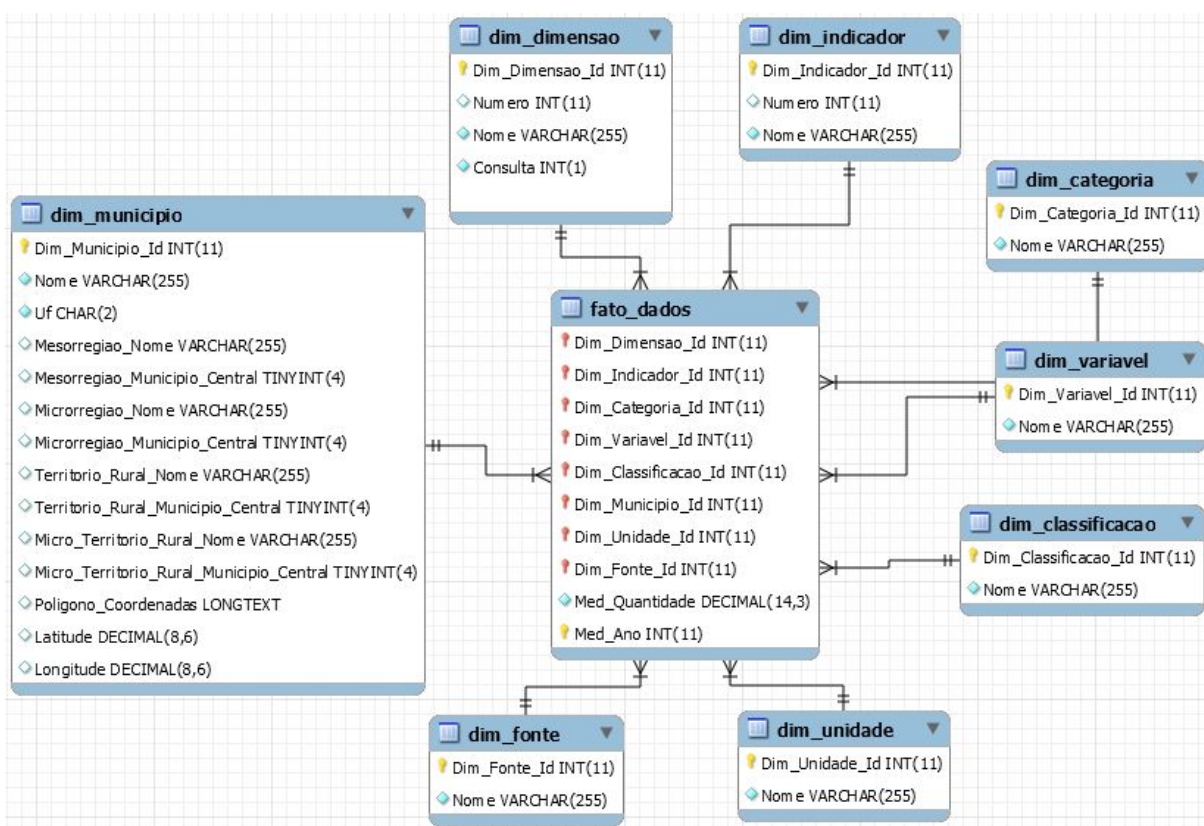 dim_dimensao
Dim_Dimensao_Id INT(11)
Numero INT(11)
Nome VARCHAR(255)
Consulta INT(1)
dim_indicador
Dim_Indicador_Id INT(11)
Numero INT(11)
Nome VARCHAR(255)
dim_categoria
Dim_Categoria_Id INT(11)
Nome VARCHAR(255)
dim_município
Dim_Municipio_Id INT(11)
Nome VARCHAR(255)
Uf CHAR(2)
Mesorregiao_Nome VARCHAR(255)
Mesorregiao_Municipio_Central TINYINT(4)
Microrregiao_Nome VARCHAR(255)
Microrregiao_Municipio_Central TINYINT(4)
Territorio_Rural_Nome VARCHAR(255)
Territorio_Rural_Municipio_Central TINYINT(4)
Micro_Territorio_Rural_Nome VARCHAR(255)
Micro_Territorio_Rural_Municipio_Central TINYINT(4)
Poligono_Coordenadas LONGTEXT
Latitude DECIMAL(8,6)
Longitude DECIMAL(8,6)
fato_dados
Dim_Dimensao_Id INT(11)
Dim_Indicador_Id INT(11)
Dim_Categoria_Id INT(11)
Dim_Variavel_Id INT(11)
Dim_Classificacao_Id INT(11)
Dim_Municipio_Id INT(11)
Dim_Unidade_Id INT(11)
Dim_Fonte_Id INT(11)
Med_Quantidade DECIMAL(14,3)
Med_Ano INT(11)
dim_variavel
Dim_Variavel_Id INT(11)
Nome VARCHAR(255)
dim_classificacao
Dim_Classificacao_Id INT(11)
Nome VARCHAR(255)
dim_fonte
Dim_Fonte_Id INT(11)
Nome VARCHAR(255)
dim_unidade
Dim_Unidade_Id INT(11)
Nome VARCHAR(255)